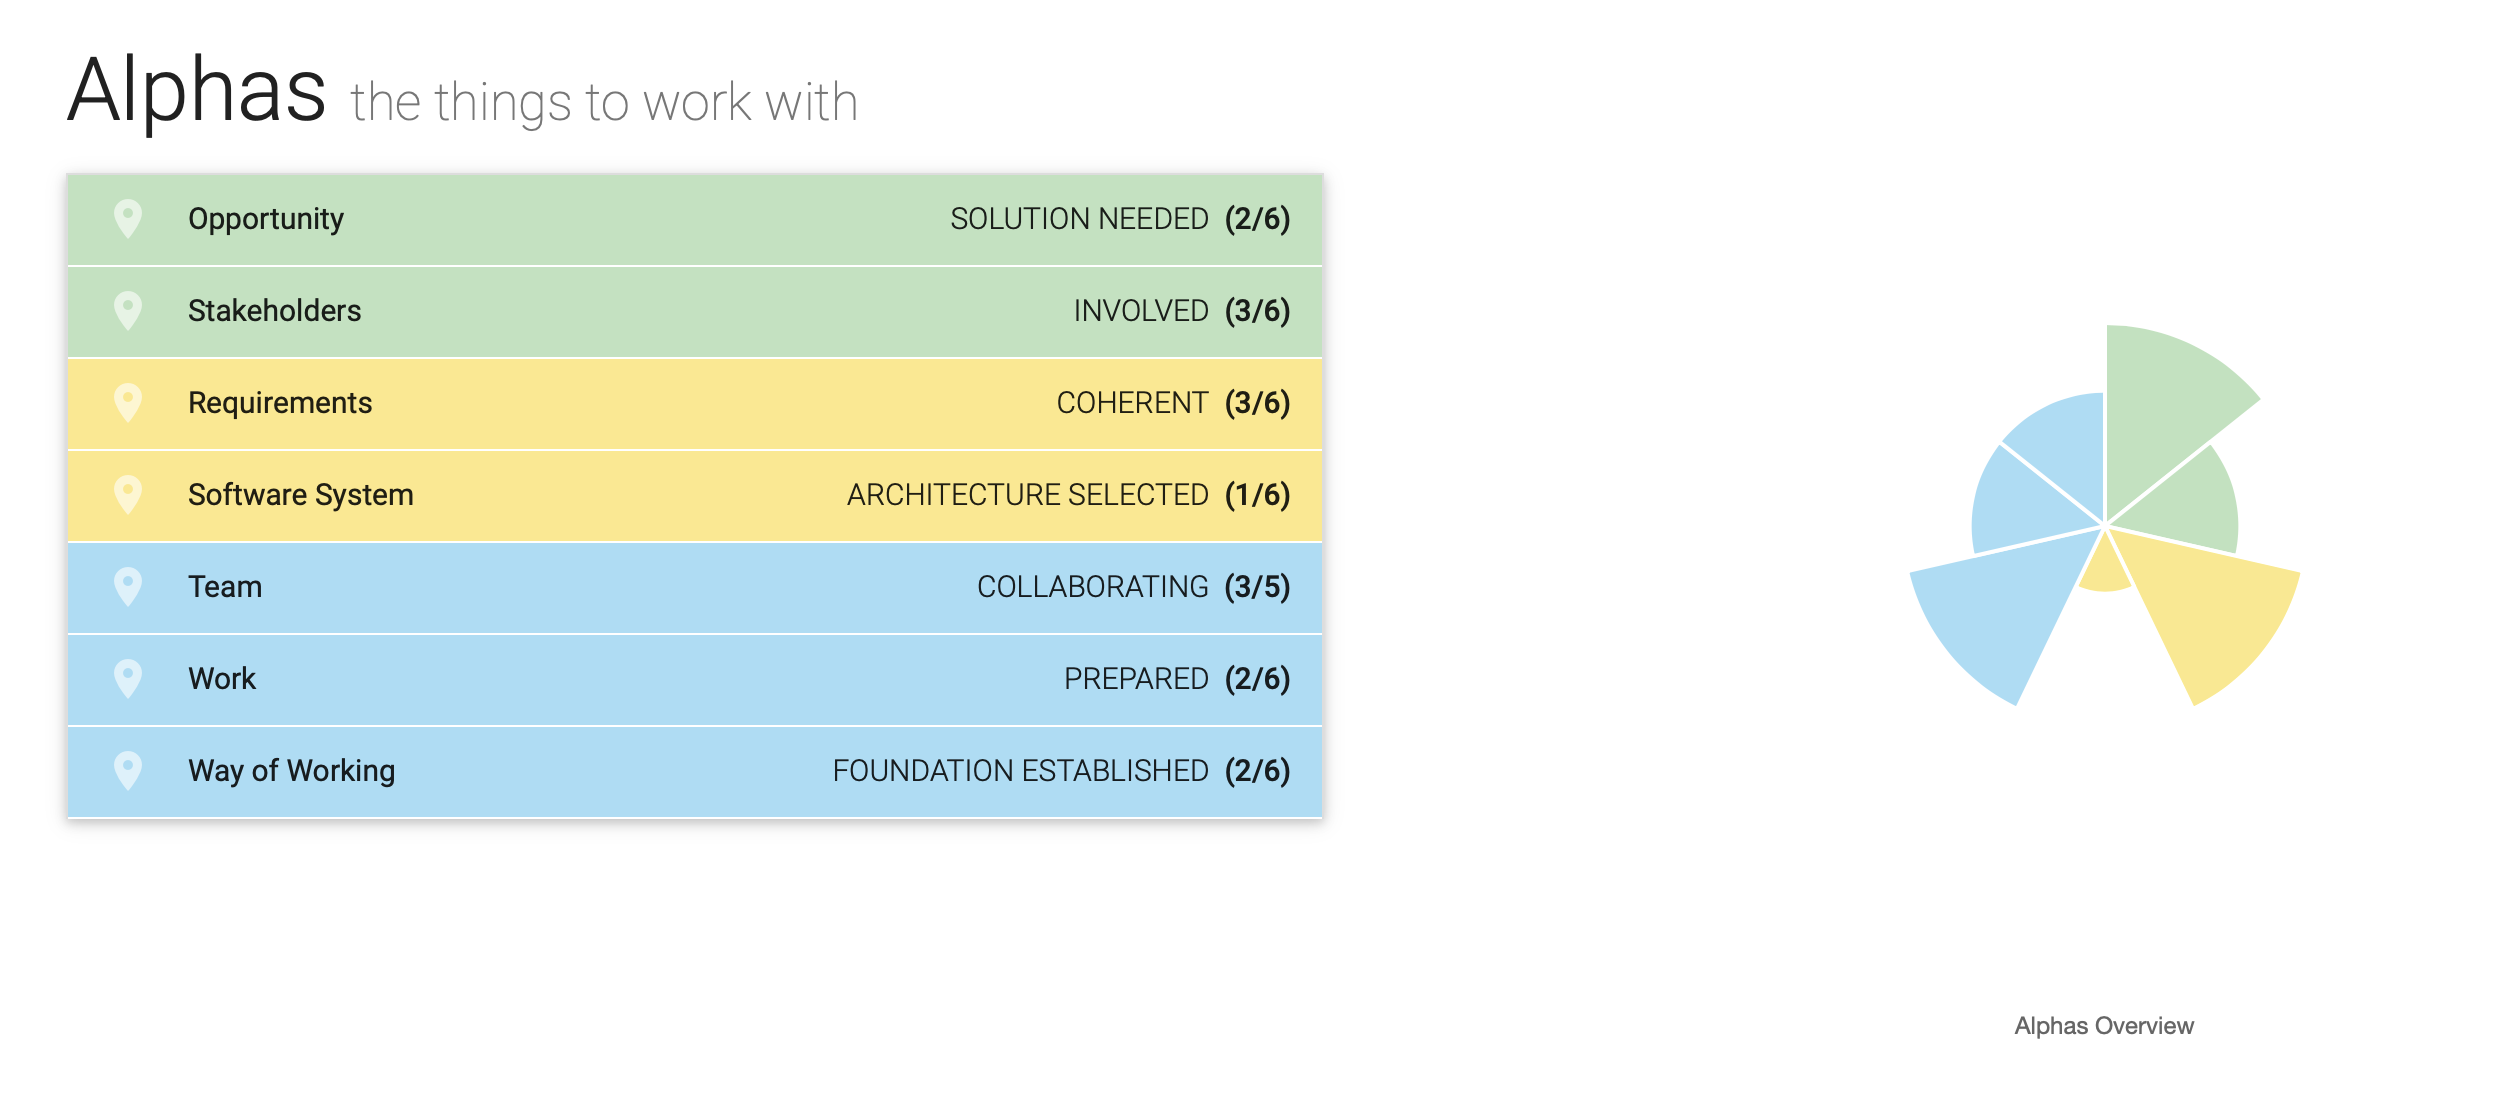 Alphas the things to work with
Opportunity SOLUTION NEEDED (2/6)
Stakeholders INVOLVED (3/6)
Requirements COHERENT (3/6)
Software System ARCHITECTURE SELECTED (1/6)
Team COLLABORATING (3/5)
Work PREPARED (2/6)
Way of Working FOUNDATION ESTABLISHED (2/6)
Alphas Overview